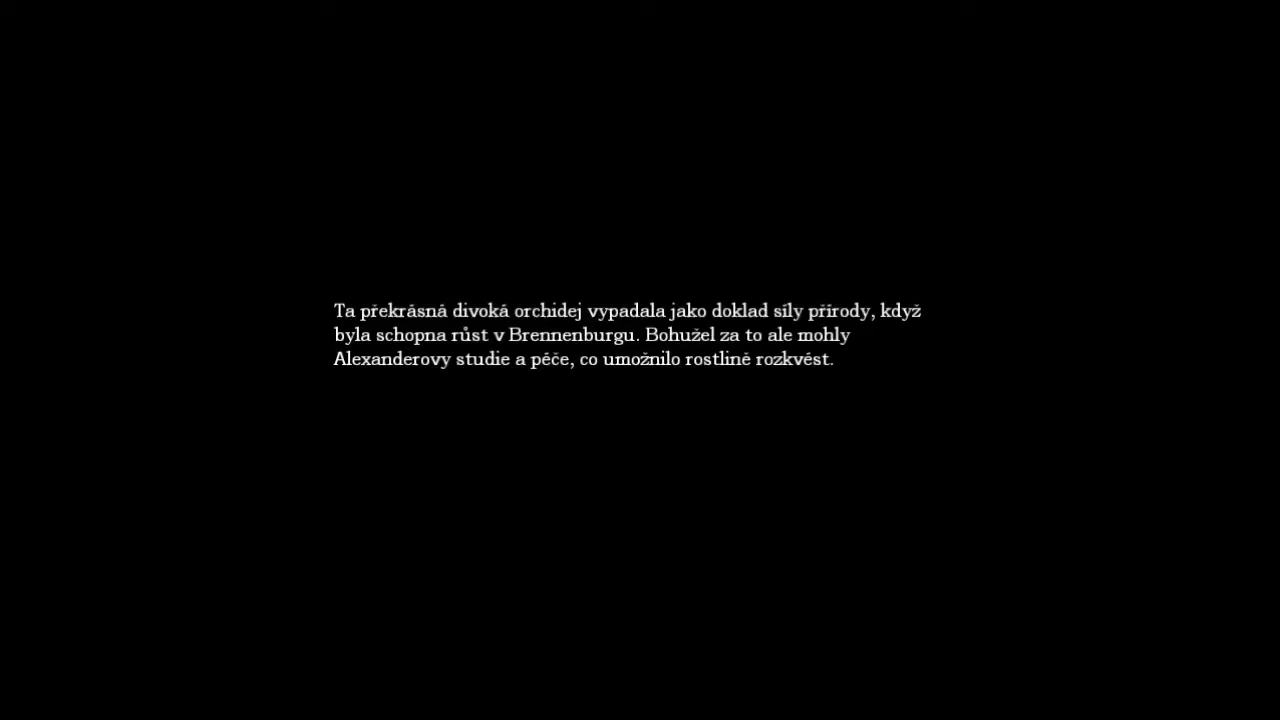 Ta překrásná divoká orchidej vypadala jako doklad síly přírody, když
byla schopna růst v Brennenburgu. Bohužel za to ale mohly
Alexanderovy studie a péče, co umožnilo rostlině rozkvést.